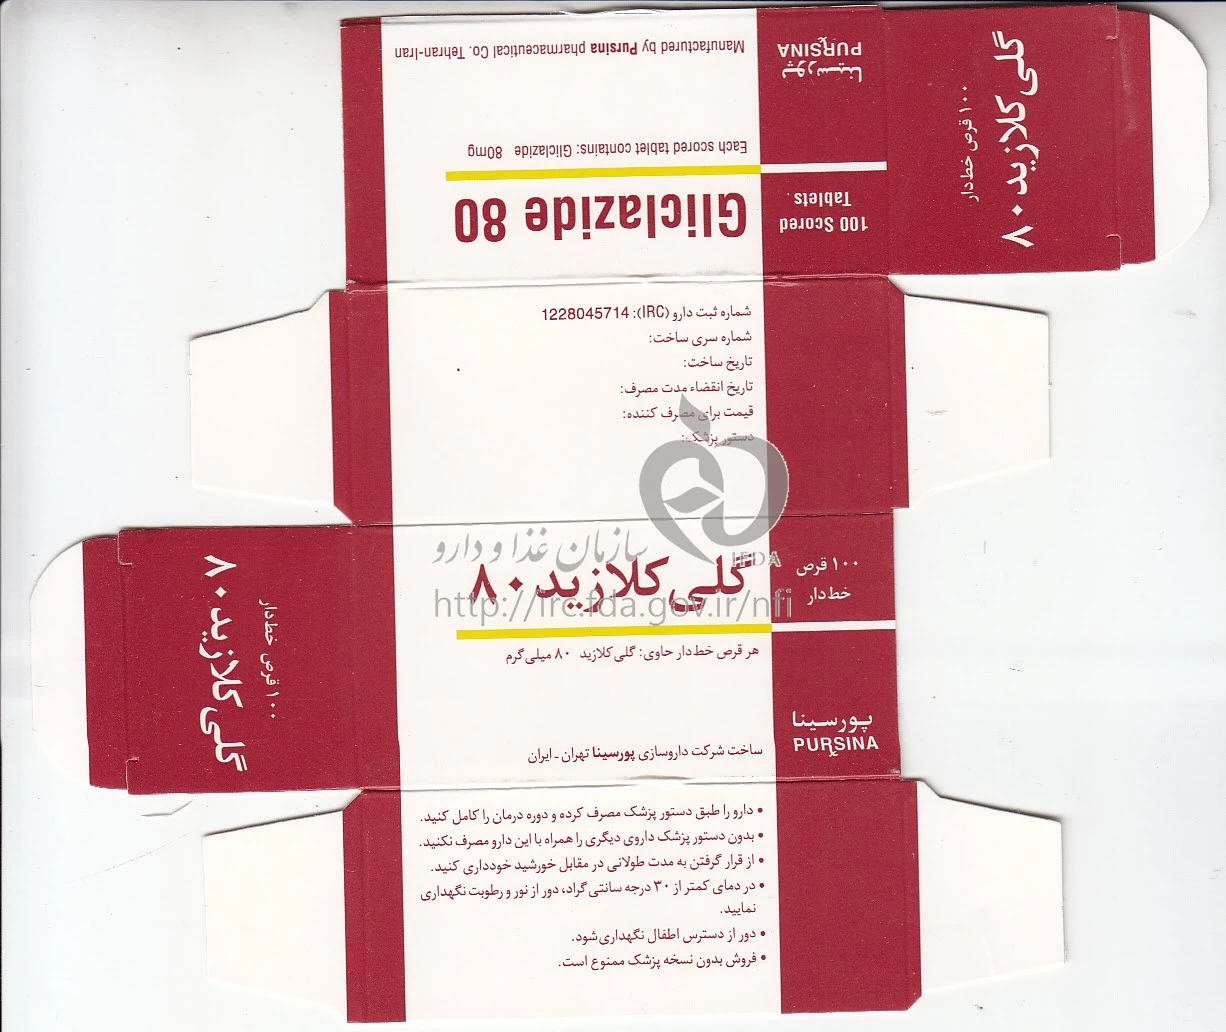 Manufactured by Pursina pharmaceutical Co. Tehran-Iran
Each scored tablet contains: Gliclazide 80mg
Gliclazide 80
پورسینا
PURSINA
100 Scored
Tablets.
گلی‌کلازید ۸۰
۱۰۰ قرص خط‌دار
شماره ثبت دارو (IRC): 1228045714
شماره سری ساخت:
تاریخ ساخت:
تاریخ انقضاء مدت مصرف:
قیمت برای مصرف کننده:
دستور پزشک:
IFDA
سازمان غذا و دارو
http://irc.fda.gov.ir/nfi
گلی‌کلازید ۸۰
۱۰۰ قرص
خط‌دار
هر قرص خط‌دار حاوی: گلی‌کلازید ۸۰ میلی‌گرم
پورسینا
PURSINA
ساخت شرکت داروسازی پورسینا تهران ـ ایران
۱۰۰ قرص خط‌دار
گلی‌کلازید ۸۰
• دارو را طبق دستور پزشک مصرف کرده و دوره درمان را کامل کنید.
• بدون دستور پزشک داروی دیگری را همراه با این دارو مصرف نکنید.
• از قرار گرفتن به مدت طولانی در مقابل خورشید خودداری کنید.
• در دمای کمتر از ۳۰ درجه سانتی‌گراد، دور از نور و رطوبت نگهداری
نمایید.
• دور از دسترس اطفال نگهداری شود.
• فروش بدون نسخه پزشک ممنوع است.